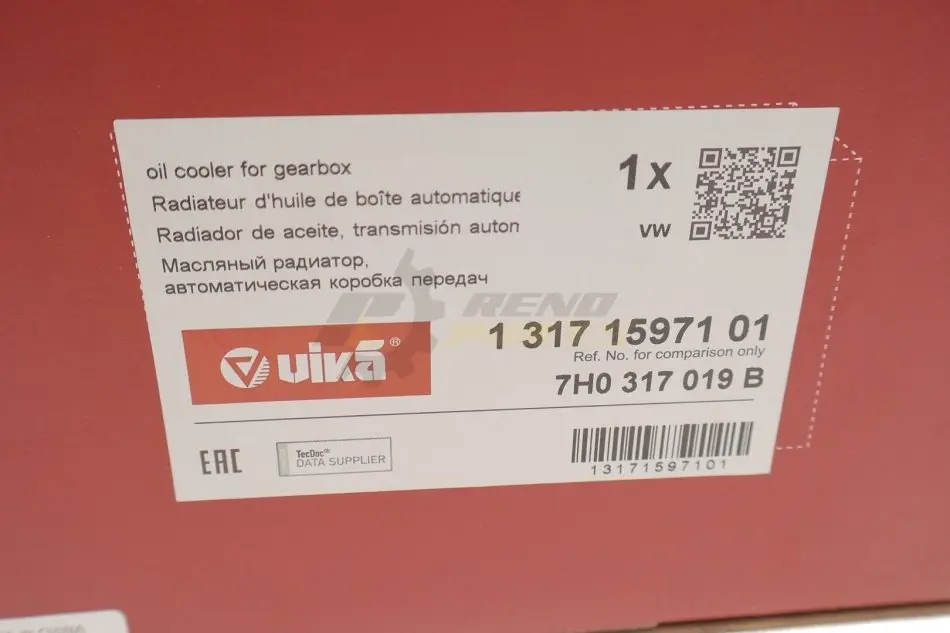 oil cooler for gearbox
Radiateur d'huile de boîte automatique
Radiador de aceite, transmisión auton
Масляный радиатор,
автоматическая коробка передач
1x
VW
RENO
vika®
1 317 15971 01
Ref. No. for comparison only
7H0 317 019 B
EAC
TecDoc®
DATA SUPPLIER
13171597101